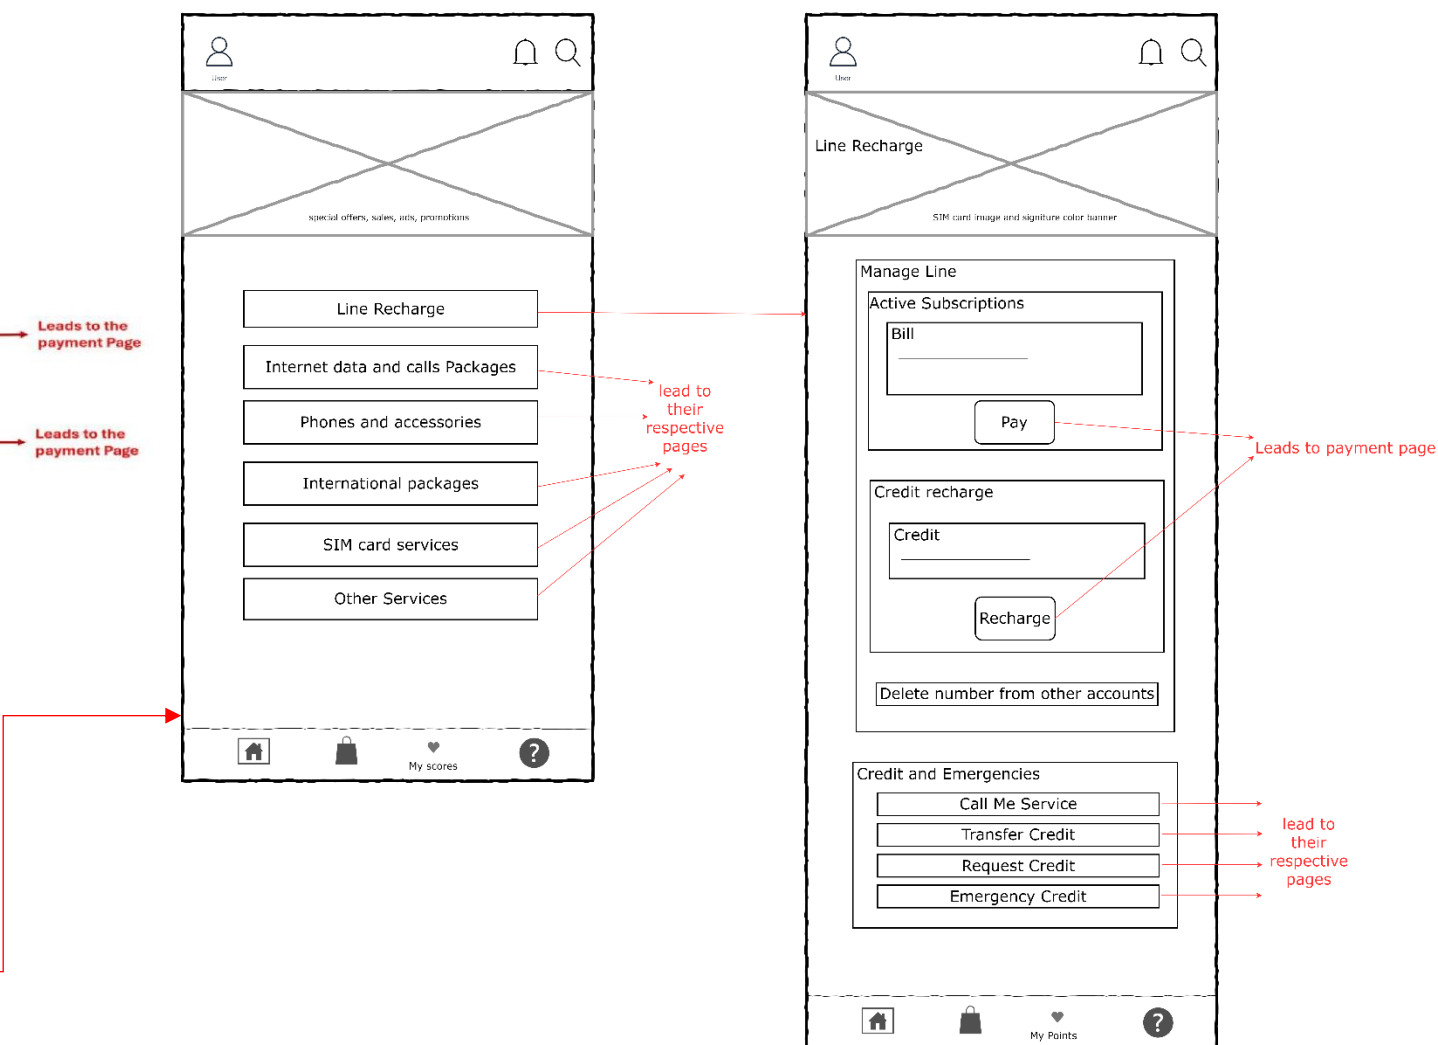 Leads to the
payment Page
Leads to the
payment Page
User
special offers, sales, ads, promotions
Line Recharge
Internet data and calls Packages
Phones and accessories
International packages
SIM card services
Other Services
lead to
their
respective
pages
My scores
?
User
Line Recharge
SIM card image and signiture color banner
Manage Line
Active Subscriptions
Bill
Pay
Leads to payment page
Credit recharge
Credit
Recharge
Delete number from other accounts
Credit and Emergencies
Call Me Service
Transfer Credit
Request Credit
Emergency Credit
lead to
their
respective
pages
My Points
?